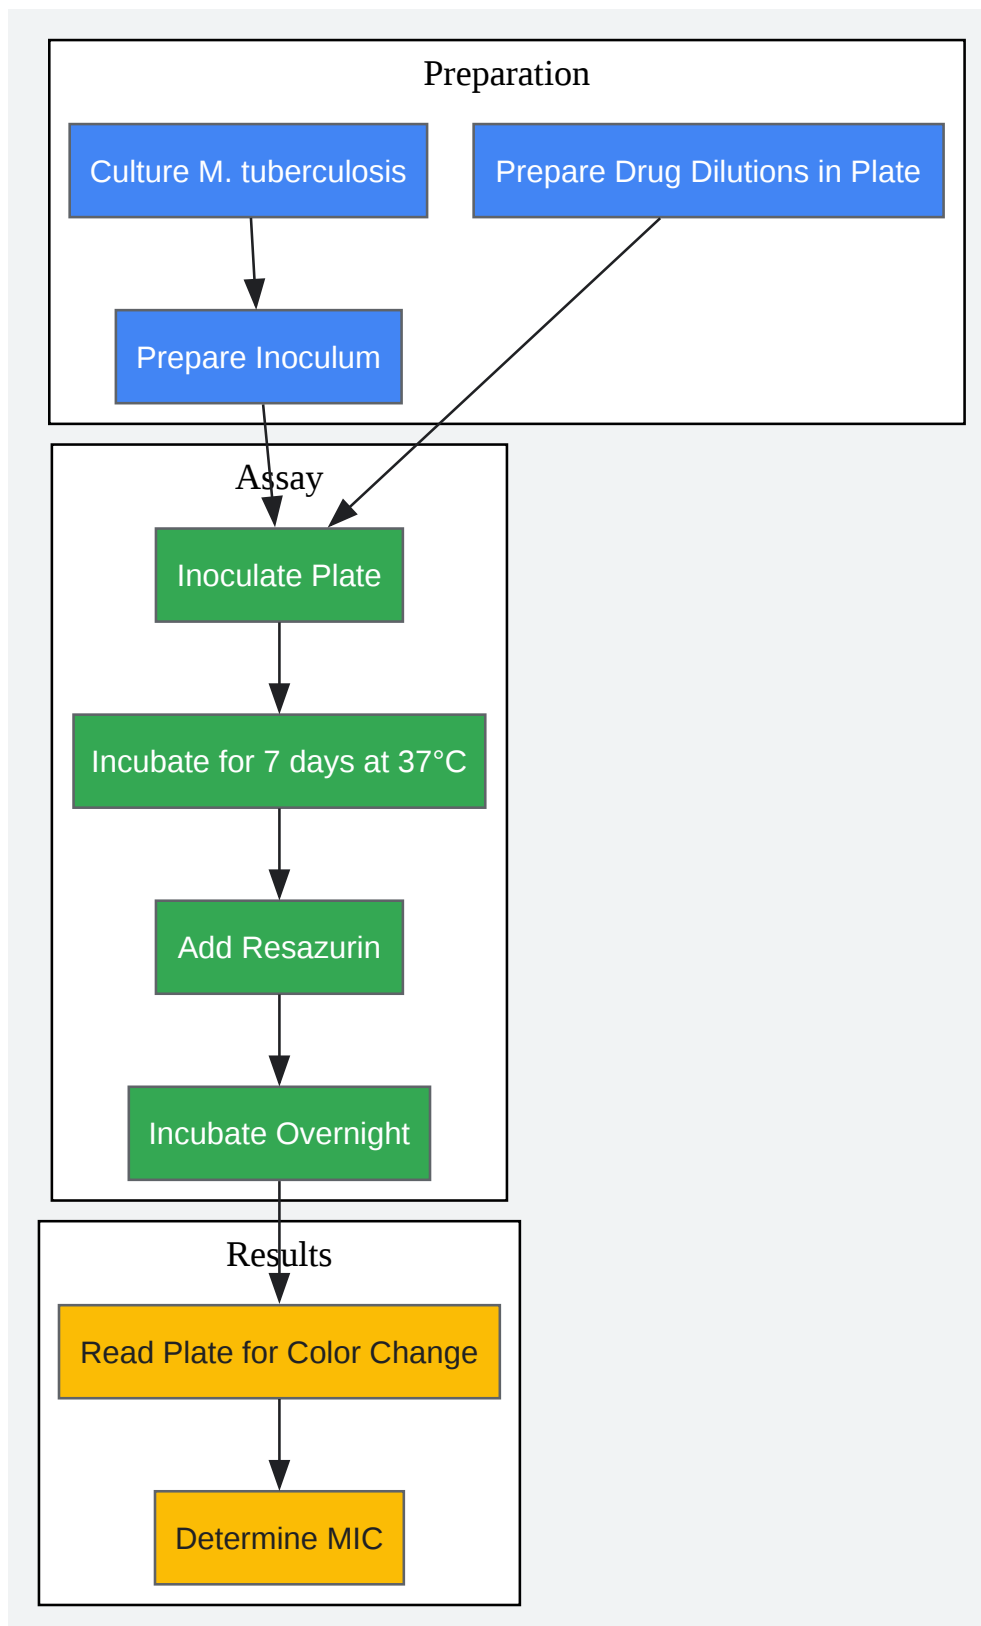 Preparation
Culture M. tuberculosis
Prepare Drug Dilutions in Plate
Prepare Inoculum
Assay
Inoculate Plate
Incubate for 7 days at 37°C
Add Resazurin
Incubate Overnight
Results
Read Plate for Color Change
Determine MIC